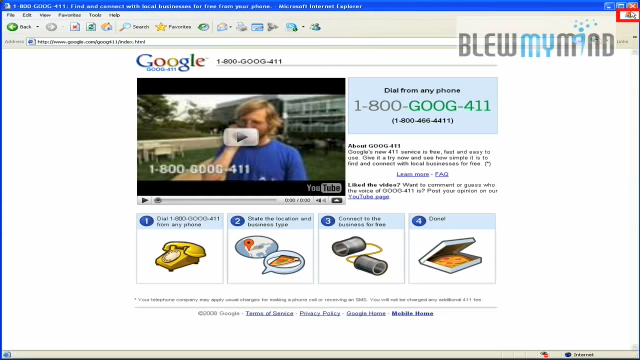 1-800-GOOG-411: Find and connect with local businesses for free from your phone. - Microsoft Internet Explorer
File Edit View Favorites Tools Help
Back Search Favorites
BLEWMYMIND
Address http://www.google.com/goog411/index.html
Google 1-800-GOOG-411
GOOG-411
Dial from any phone
1-800-GOOG-411
(1-800-466-4411)
1-800-GOOG-411
YouTube
0:00 / 0:00
About GOOG-411
Google's new 411 service is free, fast and easy to
use. Give it a try now and see how simple it is to
find and connect with local businesses for free. (*)
Learn more - FAQ
Liked the video? Want to comment or guess who
the voice of GOOG-411 is? Post your opinion on our
YouTube page
1 Dial 1-800-GOOG-411
from any phone
2 State the location and
business type
3 Connect to the
business for free
4 Done!
* Your telephone company may apply usual charges for making a phone call or receiving an SMS. You will not be charged any additional 411 fee.
©2008 Google - Terms of Service - Privacy Policy - Google Home - Mobile Home
Internet